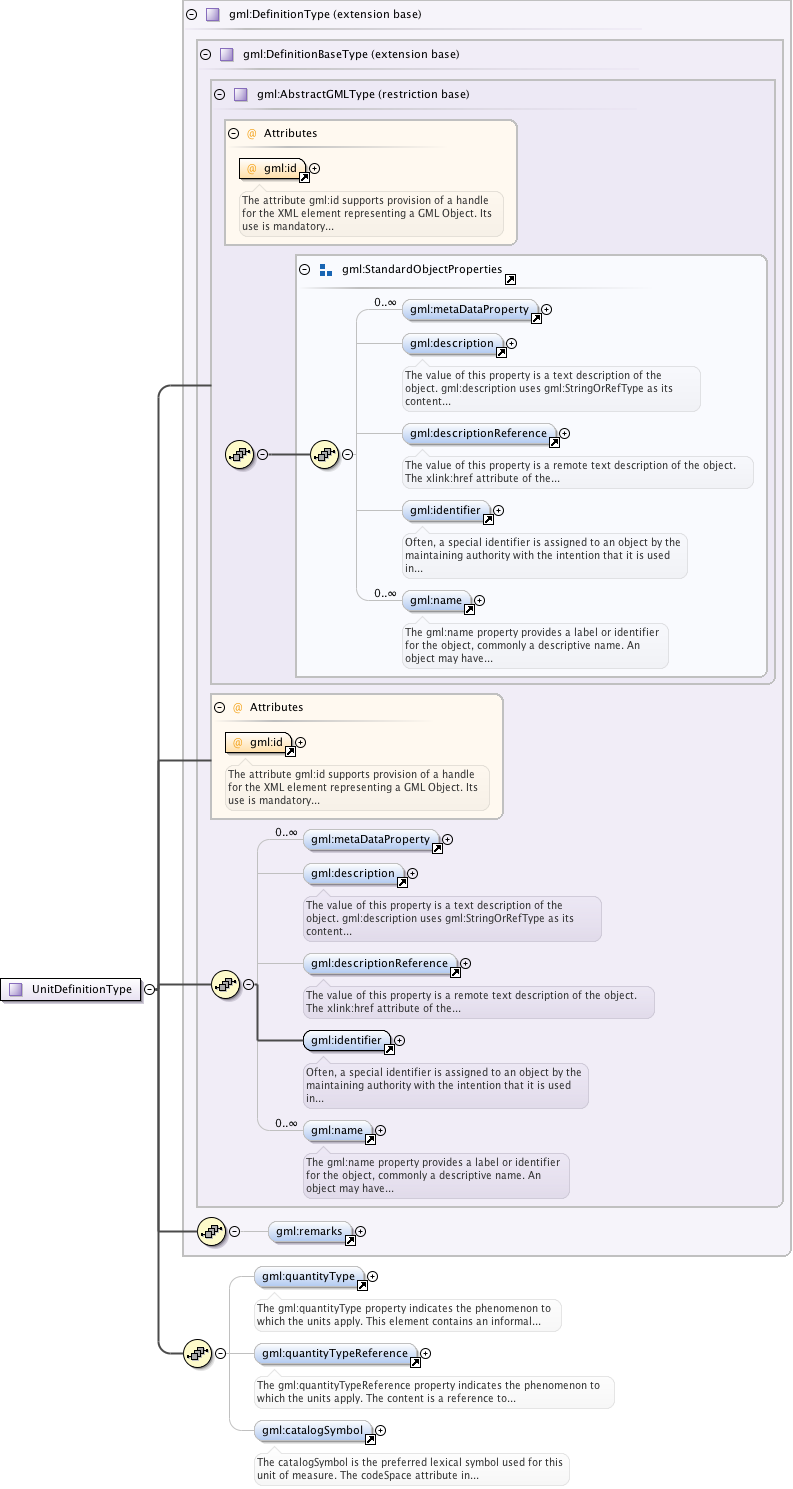 gml:DefinitionType (extension base)
gml:DefinitionBaseType (extension base)
gml:AbstractGMLType (restriction base)
@ Attributes
@ gml:id
The attribute gml:id supports provision of a handle
for the XML element representing a GML Object. Its
use is mandatory...
gml:StandardObjectProperties
0..∞
gml:metaDataProperty
gml:description
The value of this property is a text description of the
object. gml:description uses gml:StringOrRefType as its
content...
gml:descriptionReference
The value of this property is a remote text description of the object.
The xlink:href attribute of the...
gml:identifier
Often, a special identifier is assigned to an object by the
maintaining authority with the intention that it is used
in...
0..∞
gml:name
The gml:name property provides a label or identifier
for the object, commonly a descriptive name. An
object may have...
@ Attributes
@ gml:id
The attribute gml:id supports provision of a handle
for the XML element representing a GML Object. Its
use is mandatory...
0..∞
gml:metaDataProperty
gml:description
The value of this property is a text description of the
object. gml:description uses gml:StringOrRefType as its
content...
gml:descriptionReference
The value of this property is a remote text description of the object.
The xlink:href attribute of the...
UnitDefinitionType
gml:identifier
Often, a special identifier is assigned to an object by the
maintaining authority with the intention that it is used
in...
0..∞
gml:name
The gml:name property provides a label or identifier
for the object, commonly a descriptive name. An
object may have...
gml:remarks
gml:quantityType
The gml:quantityType property indicates the phenomenon to
which the units apply. This element contains an informal...
gml:quantityTypeReference
The gml:quantityTypeReference property indicates the phenomenon to
which the units apply. The content is a reference to...
gml:catalogSymbol
The catalogSymbol is the preferred lexical symbol used for this
unit of measure. The codeSpace attribute in...